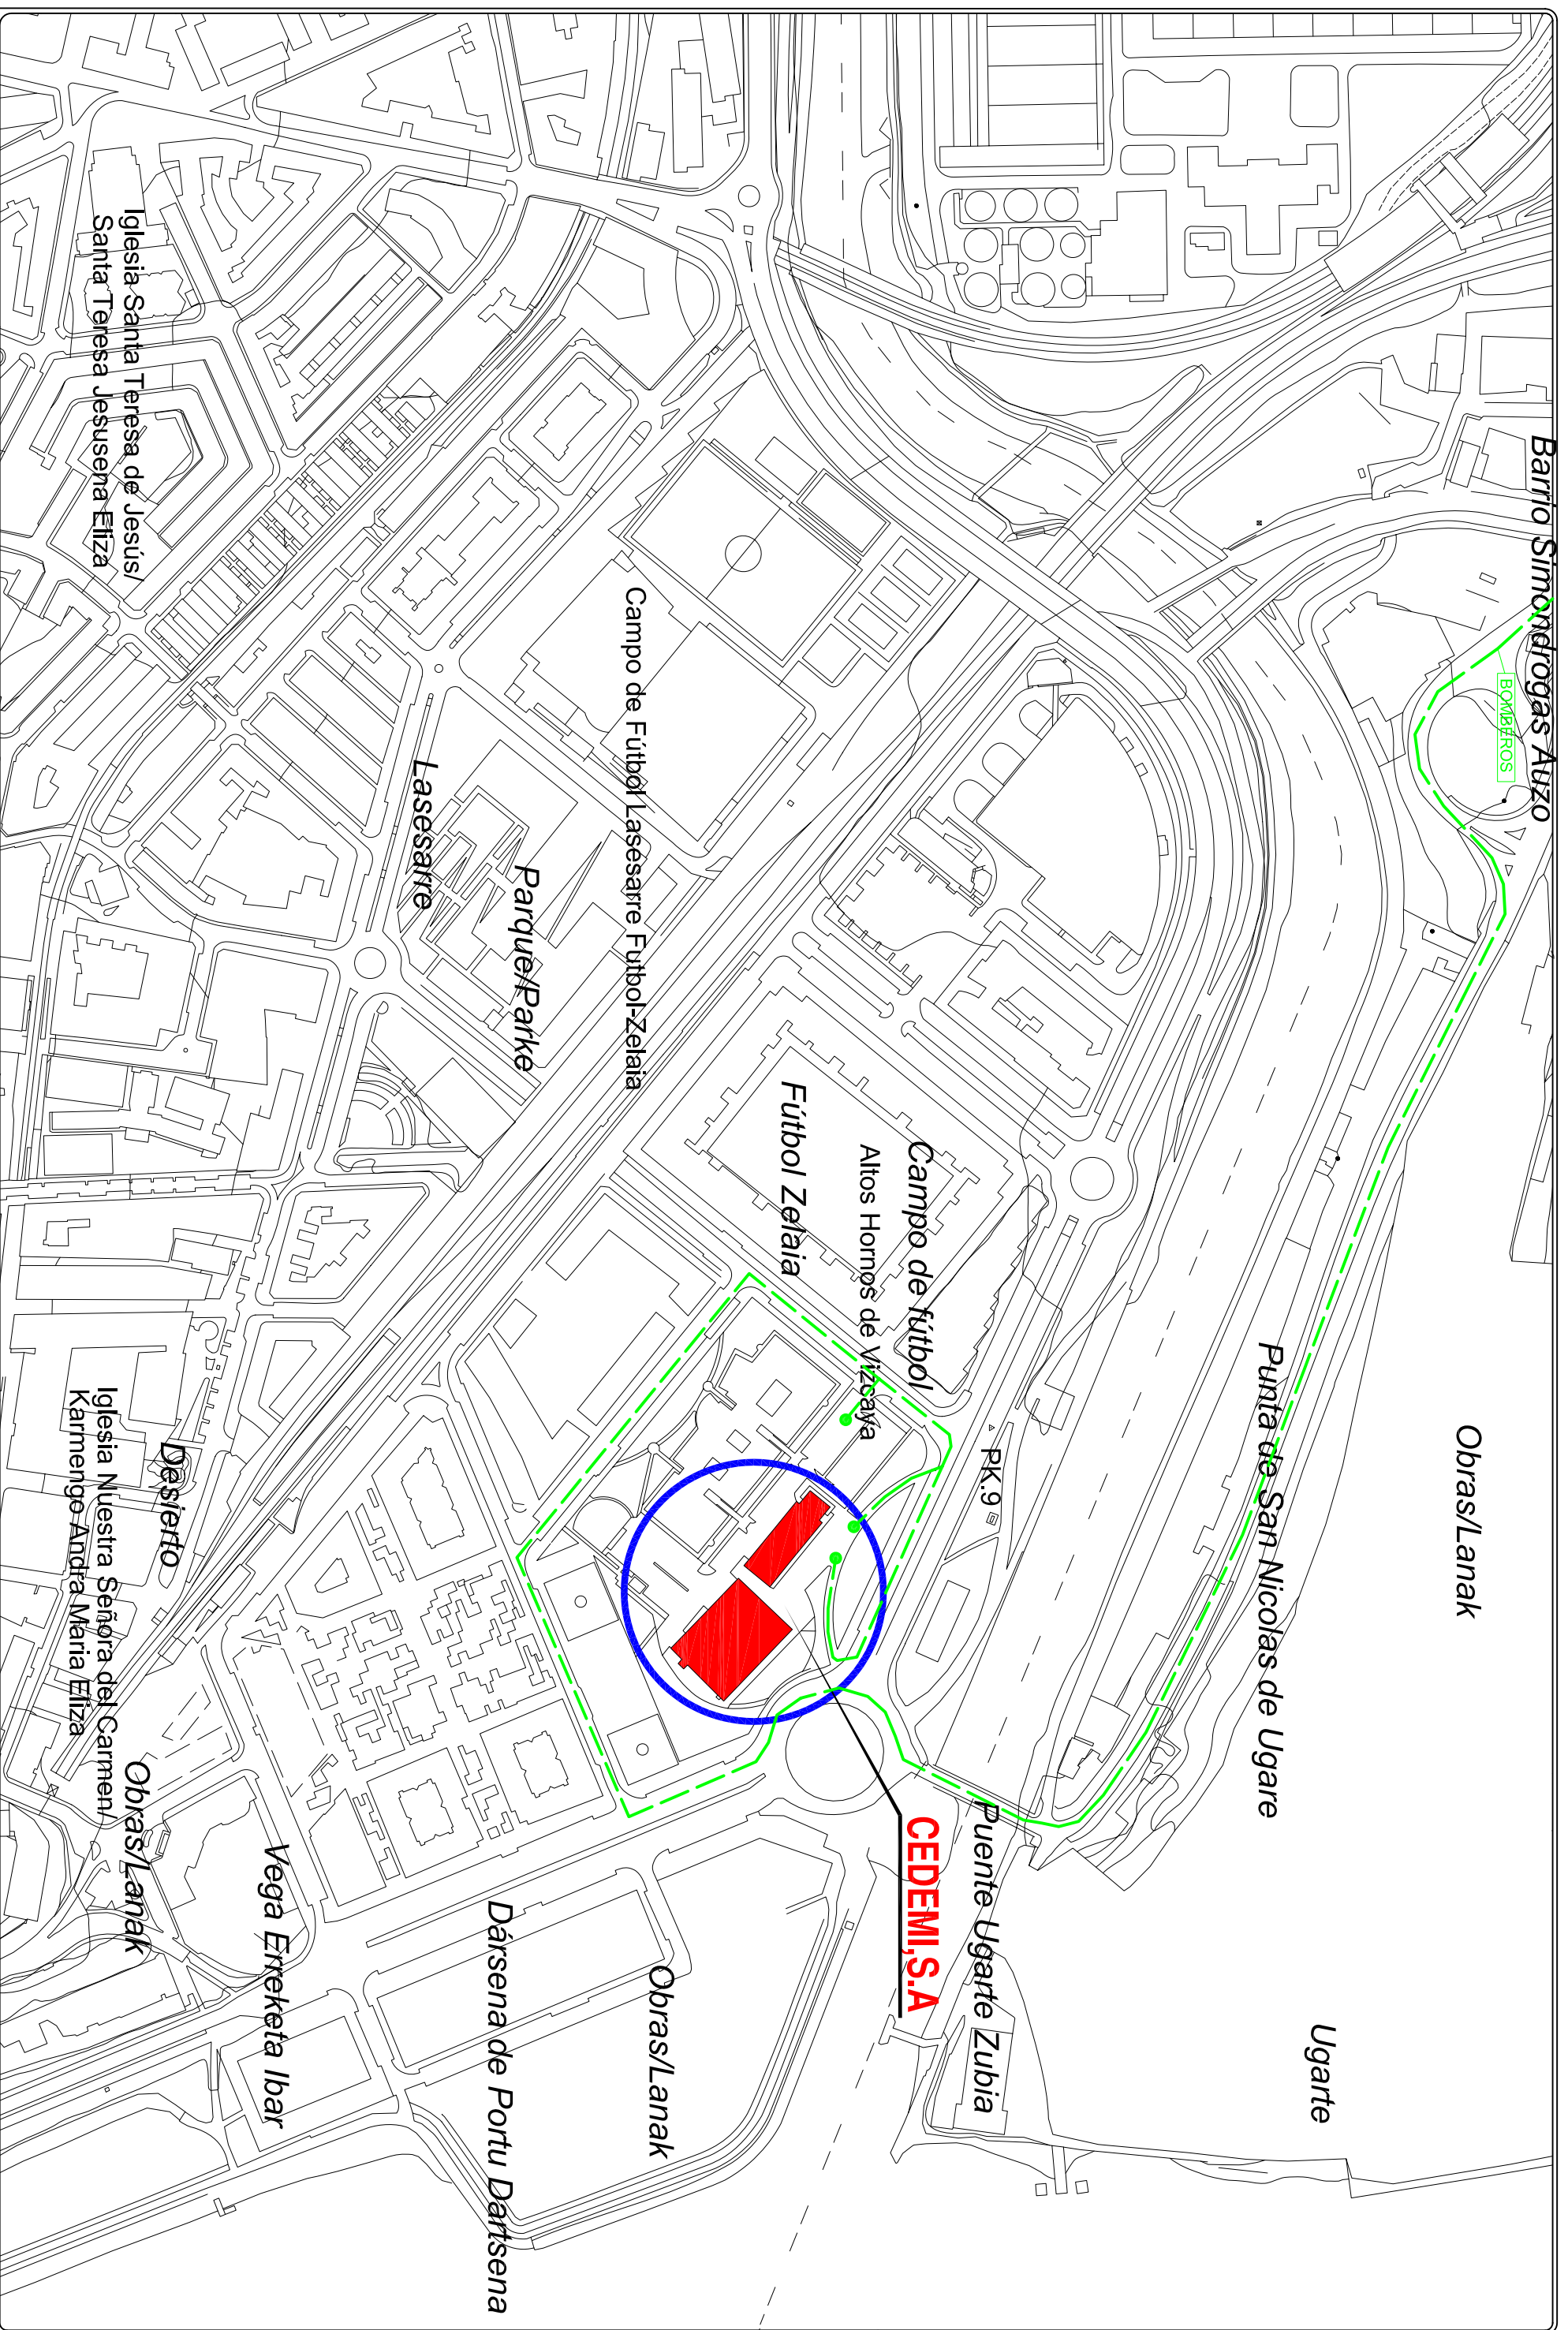 Barrio Simondrogas Auzo
BOMBEROS
Obras/Lanak
Ugarte
Punta de San Nicolas de Ugare
Puente Ugarte Zubia
PK.9
CEDEMI,S.A
Campo de fútbol
Altos Hornos de Vizcaya
Fútbol Zelaia
Campo de Fútbol Lasesarre Futbol-Zelaia
Obras/Lanak
Parque/Parke
Dársena de Portu Dartsena
Lasesarre
Vega Erreketa Ibar
Desierto
Iglesia Santa Teresa de Jesús/
Santa Teresa Jesusena Eliza
Obras/Lanak
Iglesia Nuestra Señora del Carmen/
Karmengo Andra Maria Eliza